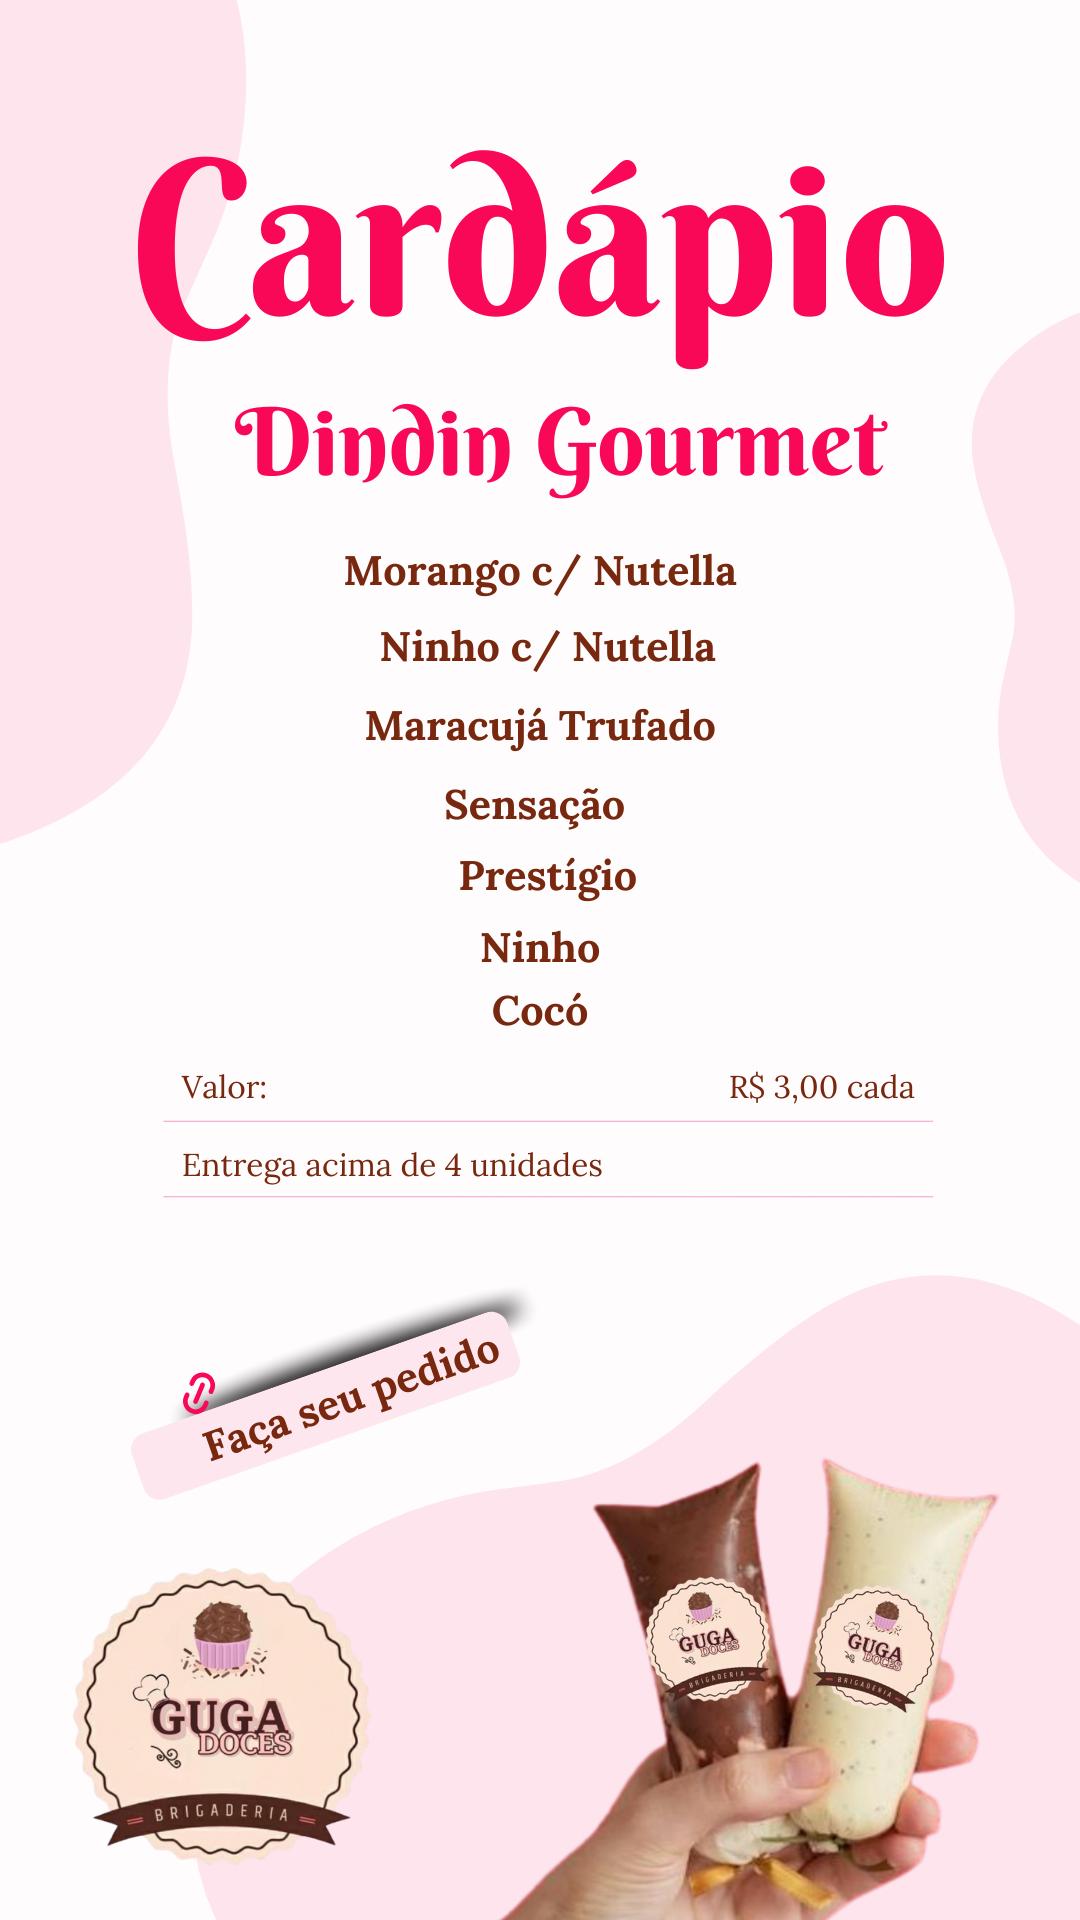 Cardápio
Dindin Gourmet
Morango c/ Nutella
Ninho c/ Nutella
Maracujá Trufado
Sensação
Prestígio
Ninho
Cocó
Valor: R$ 3,00 cada
Entrega acima de 4 unidades
Faça seu pedido
GUGA
DOCES
BRIGADERIA
GUGA
DOCES
BRIGADERIA
GUGA
DOCES
BRIGADERIA